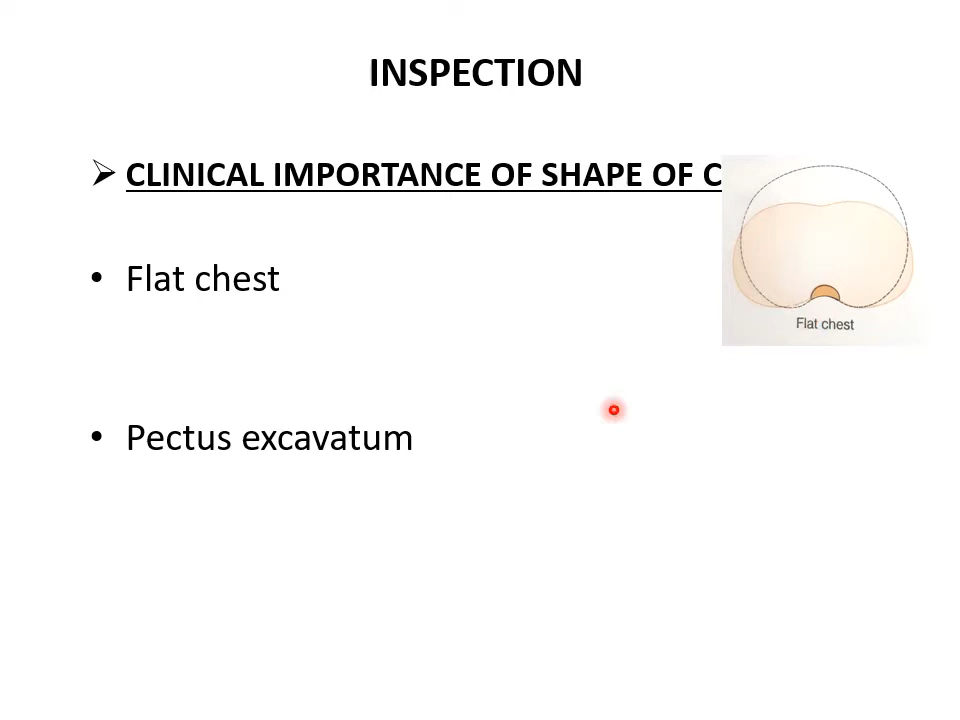 INSPECTION
CLINICAL IMPORTANCE OF SHAPE OF C
Flat chest
Flat chest
Pectus excavatum